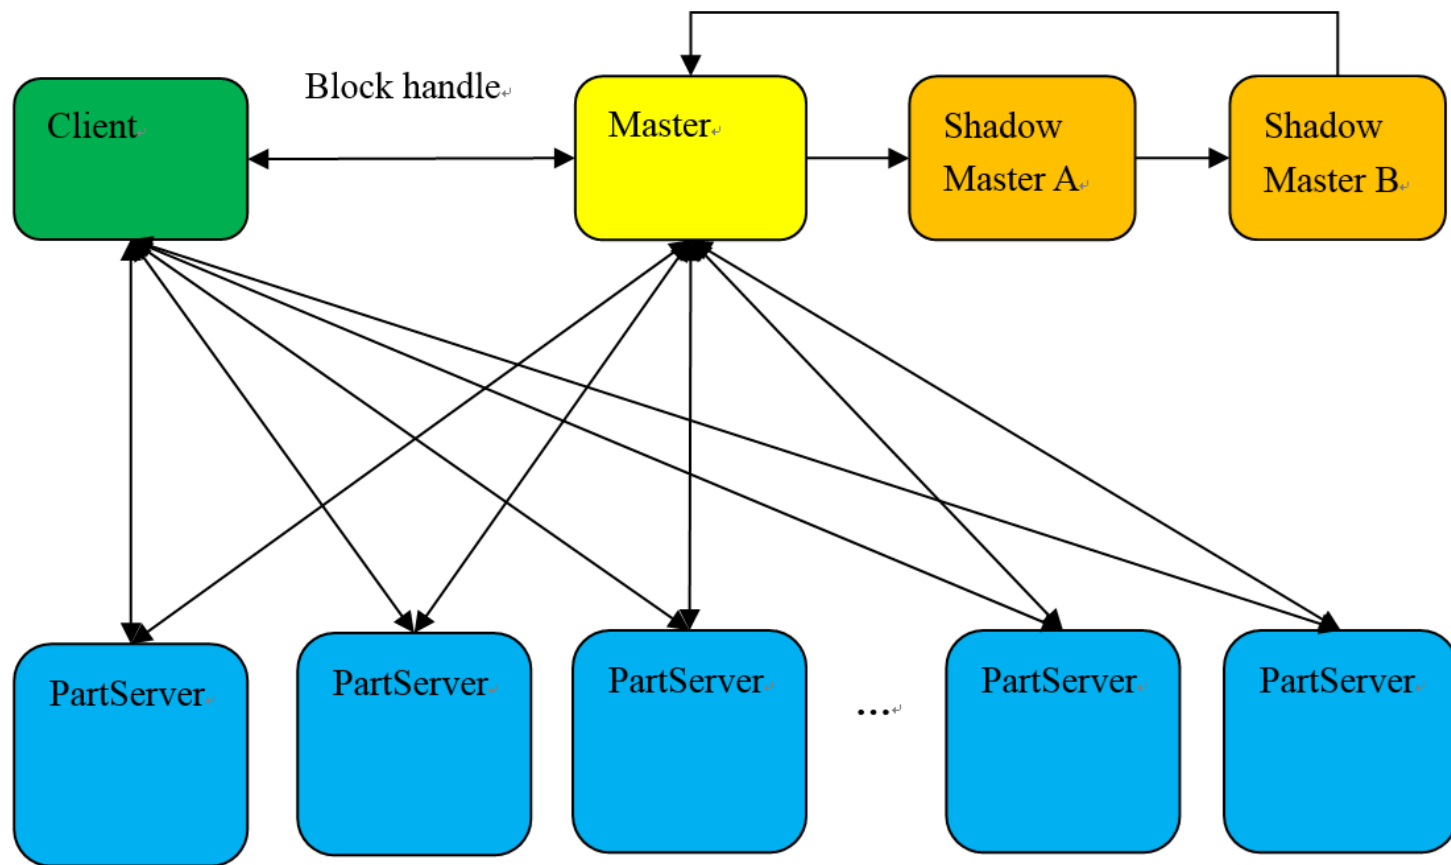 Block handle
Client
Master
Shadow
Master A
Shadow
Master B
PartServer
PartServer
PartServer
...
PartServer
PartServer